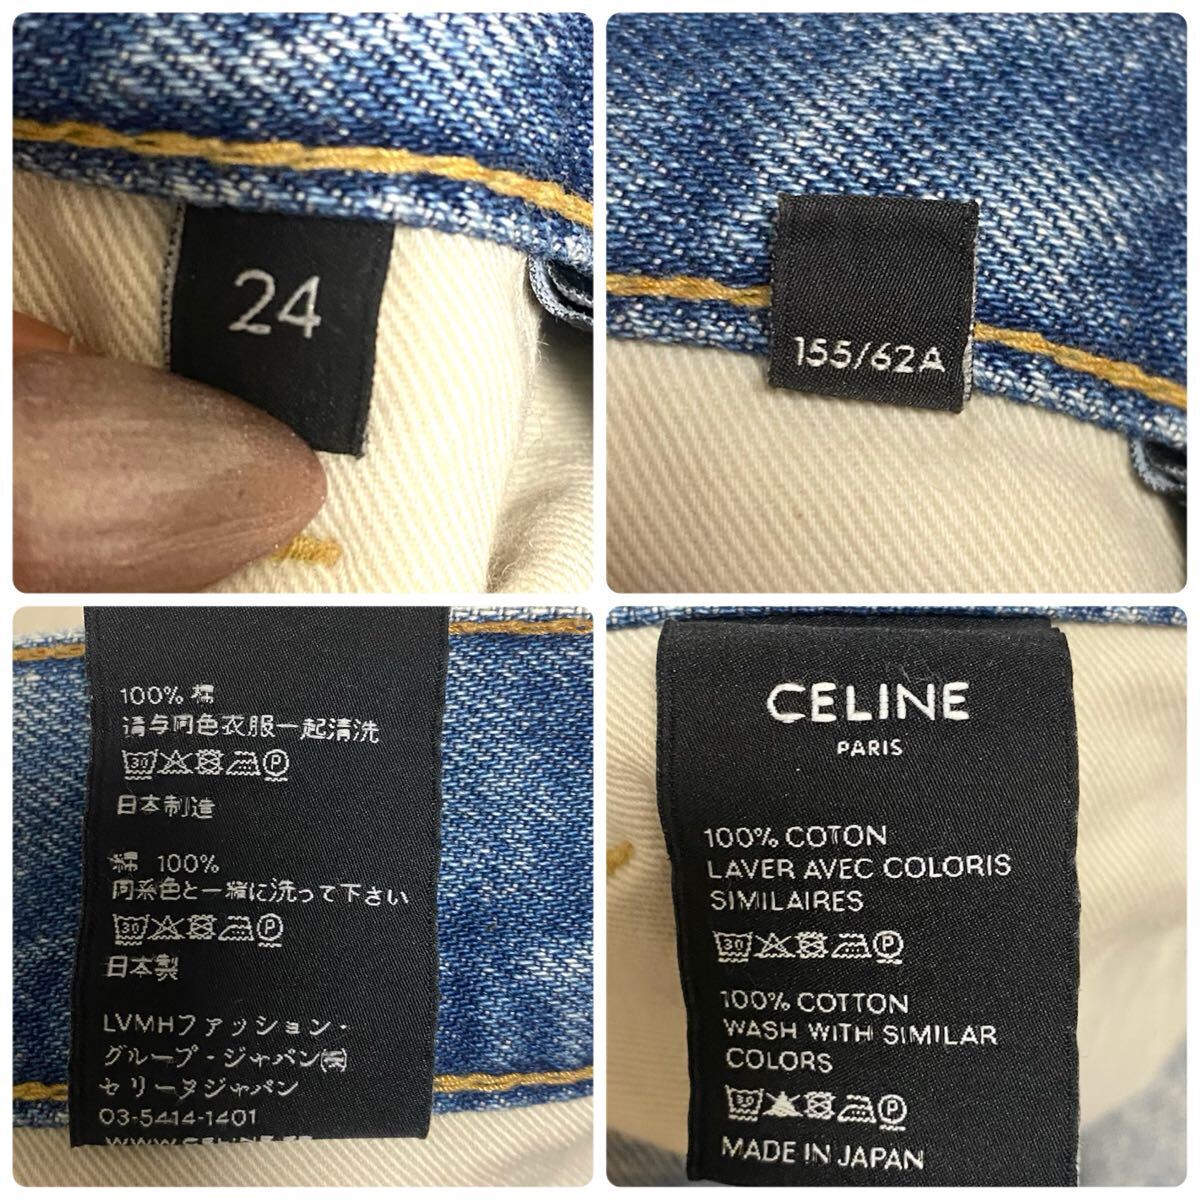 24
155/62A
100% 棉
请与同色衣服一起清洗
30 P
日本制造
綿 100%
同系色と一緒に洗って下さい
30 P
日本製
LVMHファッション・
グループ・ジャパン㈱
セリーヌジャパン
03-5414-1401
CELINE
PARIS
100% COTON
LAVER AVEC COLORIS
SIMILAIRES
30 P
100% COTTON
WASH WITH SIMILAR
COLORS
30 P
MADE IN JAPAN